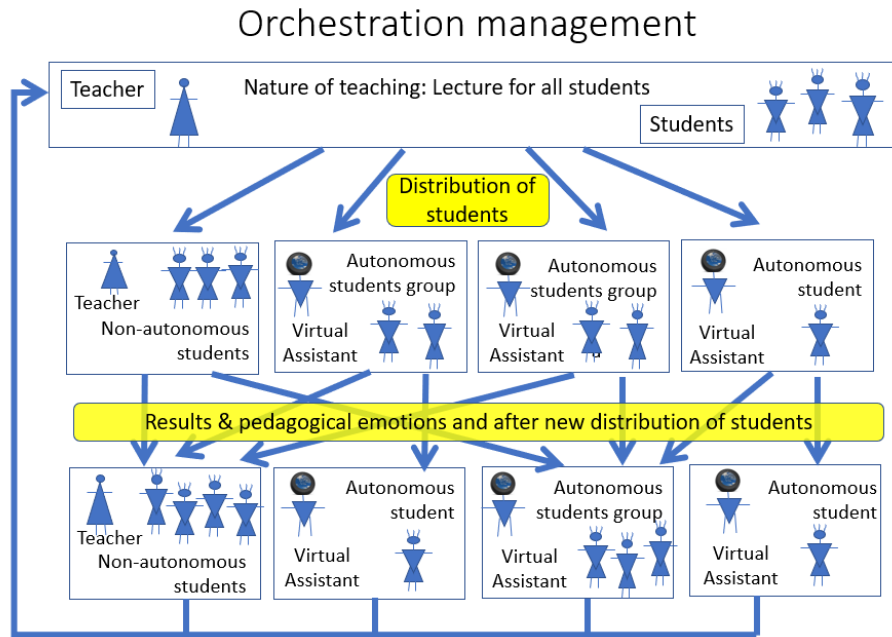 Orchestration management
Teacher
Nature of teaching: Lecture for all students
Students
Distribution of
students
Teacher
Non-autonomous
students
Autonomous
students group
Virtual
Assistant
Autonomous
students group
Virtual
Assistant
Autonomous
student
Virtual
Assistant
Results & pedagogical emotions and after new distribution of students
Teacher
Non-autonomous
students
Autonomous
student
Virtual
Assistant
Autonomous
students group
Virtual
Assistant
Autonomous
student
Virtual
Assistant